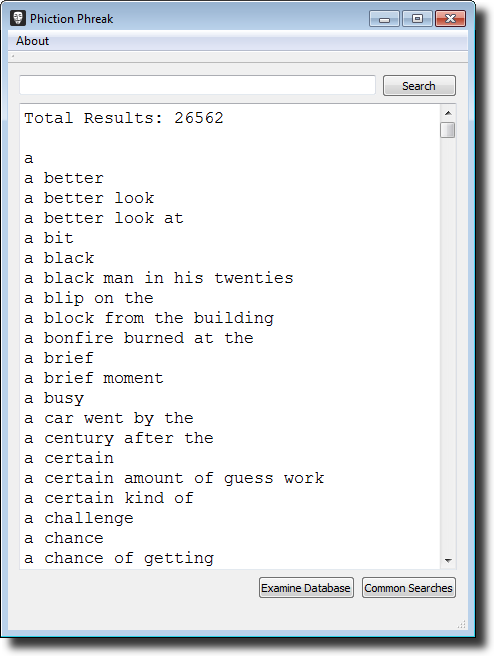 Phiction Phreak
About
Search
Total Results: 26562
a
a better
a better look
a better look at
a bit
a black
a black man in his twenties
a blip on the
a block from the building
a bonfire burned at the
a brief
a brief moment
a busy
a car went by the
a century after the
a certain
a certain amount of guess work
a certain kind of
a challenge
a chance
a chance of getting
Examine Database Common Searches